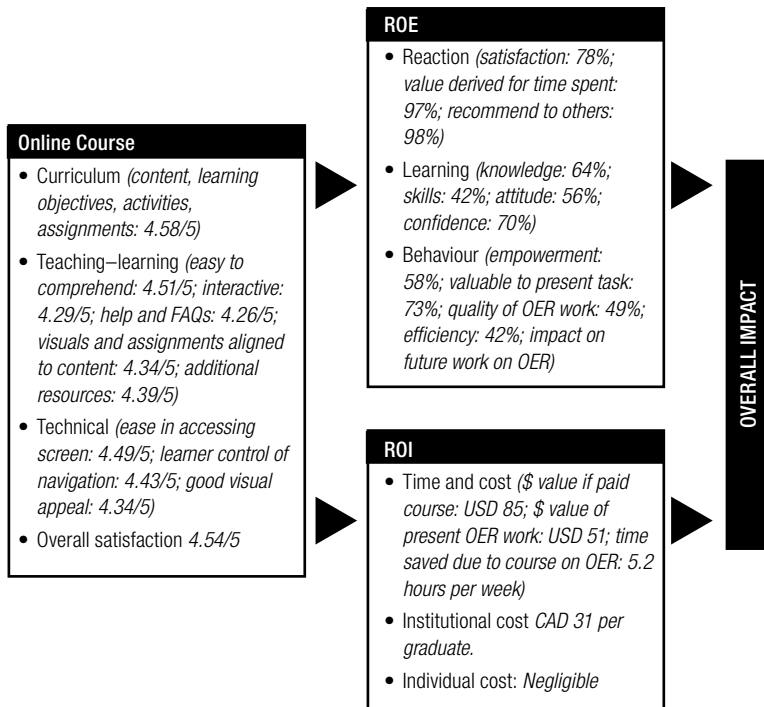 Online Course
• Curriculum (content, learning
objectives, activities,
assignments: 4.58/5)
• Teaching–learning (easy to
comprehend: 4.51/5; interactive:
4.29/5; help and FAQs: 4.26/5;
visuals and assignments aligned
to content: 4.34/5; additional
resources: 4.39/5)
• Technical (ease in accessing
screen: 4.49/5; learner control of
navigation: 4.43/5; good visual
appeal: 4.34/5)
• Overall satisfaction 4.54/5
ROE
• Reaction (satisfaction: 78%;
value derived for time spent:
97%; recommend to others:
98%)
• Learning (knowledge: 64%;
skills: 42%; attitude: 56%;
confidence: 70%)
• Behaviour (empowerment:
58%; valuable to present task:
73%; quality of OER work: 49%;
efficiency: 42%; impact on
future work on OER)
ROI
• Time and cost ($ value if paid
course: USD 85; $ value of
present OER work: USD 51; time
saved due to course on OER: 5.2
hours per week)
• Institutional cost CAD 31 per
graduate.
• Individual cost: Negligible
OVERALL IMPACT